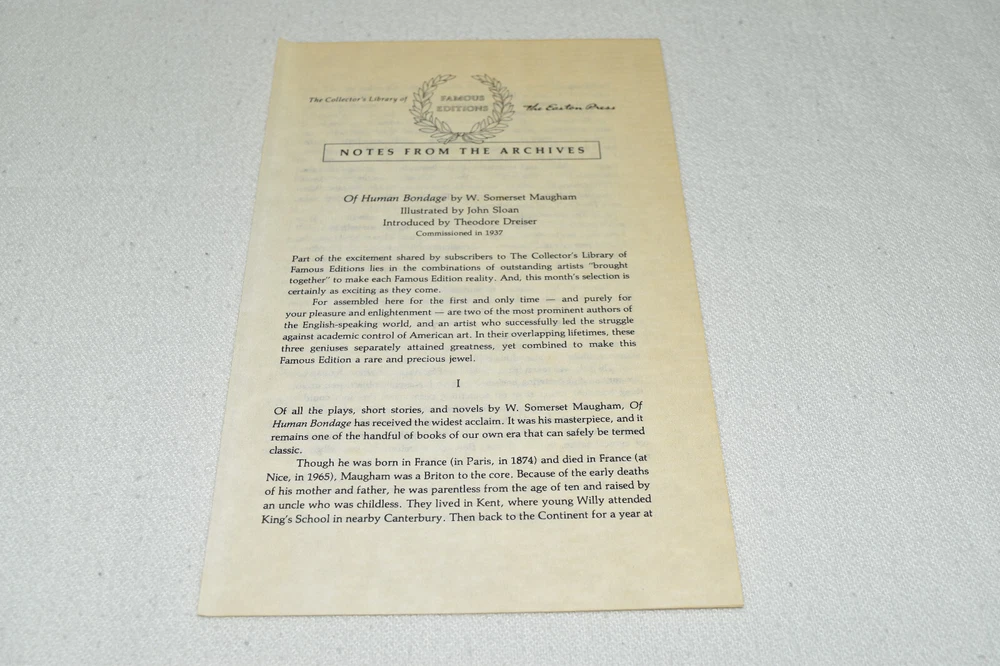 The Collector's Library of
FAMOUS
EDITIONS
the Easton Press
NOTES FROM THE ARCHIVES
Of Human Bondage by W. Somerset Maugham
Illustrated by John Sloan
Introduced by Theodore Dreiser
Commissioned in 1937
Part of the excitement shared by subscribers to The Collector's Library of
Famous Editions lies in the combinations of outstanding artists "brought
together" to make each Famous Edition reality. And, this month's selection is
certainly as exciting as they come.
For assembled here for the first and only time — and purely for
your pleasure and enlightenment — are two of the most prominent authors of
the English-speaking world, and an artist who successfully led the struggle
against academic control of American art. In their overlapping lifetimes, these
three geniuses separately attained greatness, yet combined to make this
Famous Edition a rare and precious jewel.
I
Of all the plays, short stories, and novels by W. Somerset Maugham, Of
Human Bondage has received the widest acclaim. It was his masterpiece, and it
remains one of the handful of books of our own era that can safely be termed
classic.
Though he was born in France (in Paris, in 1874) and died in France (at
Nice, in 1965), Maugham was a Briton to the core. Because of the early deaths
of his mother and father, he was parentless from the age of ten and raised by
an uncle who was childless. They lived in Kent, where young Willy attended
King's School in nearby Canterbury. Then back to the Continent for a year at